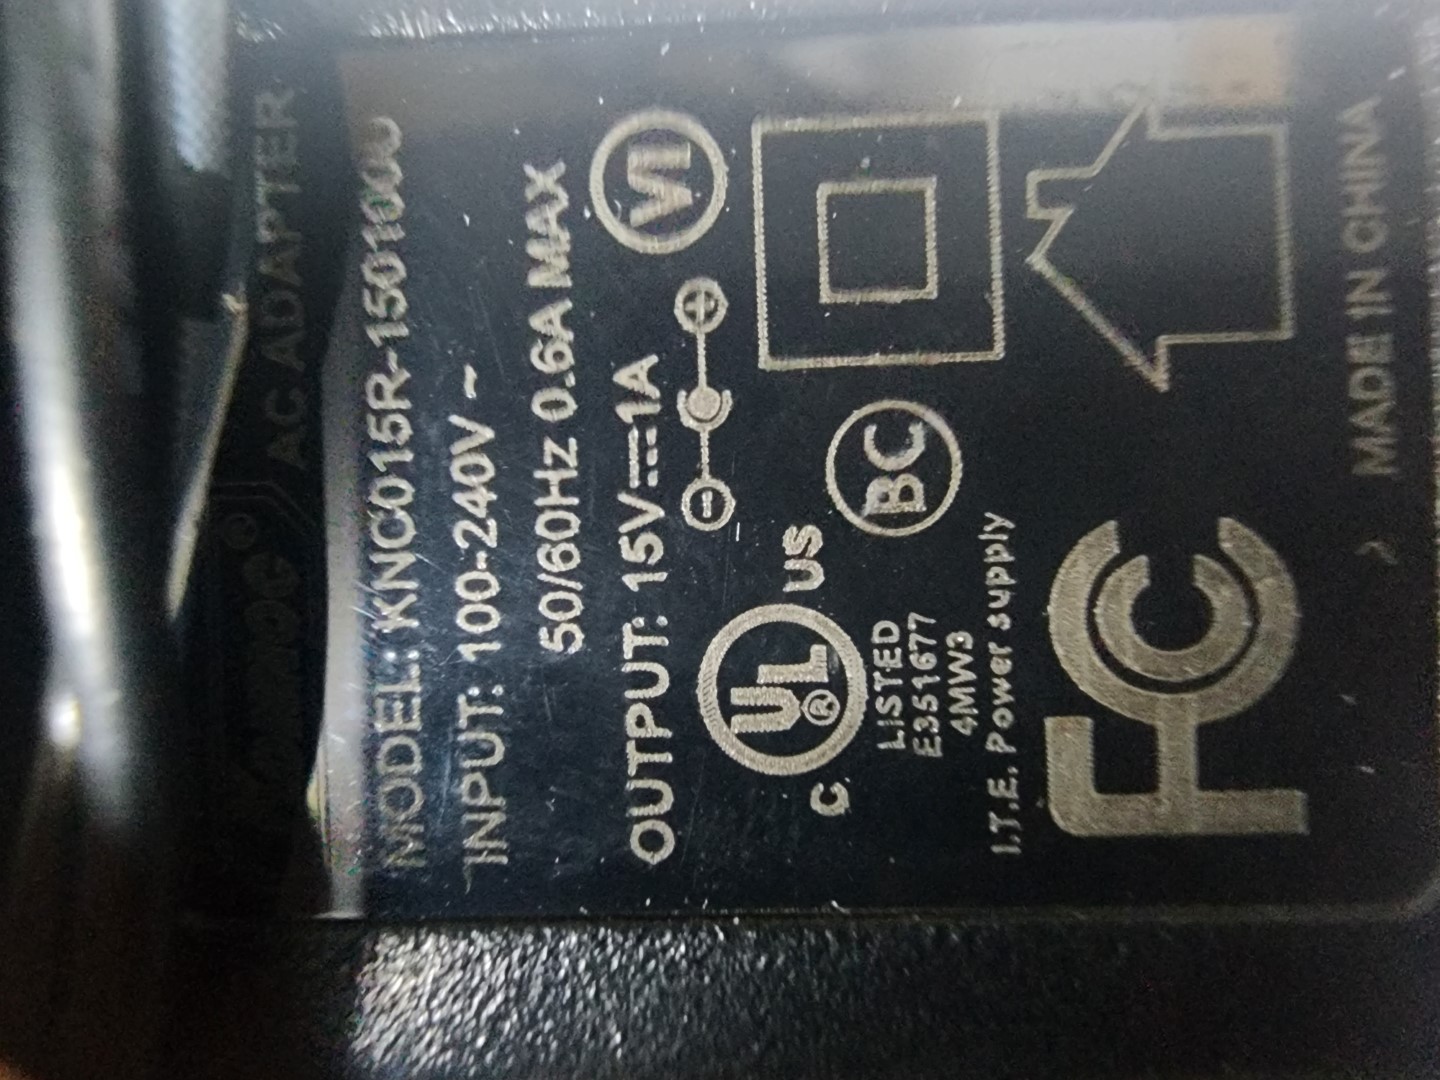 AC ADAPTER
MODEL: KNC015R-1501000
INPUT: 100-240V ~
50/60Hz 0.6A MAX
OUTPUT: 15V⎓1A
VI
C UL® US
LISTED
E351677
4MW3
BC
I.T.E. Power supply
FC
MADE IN CHINA